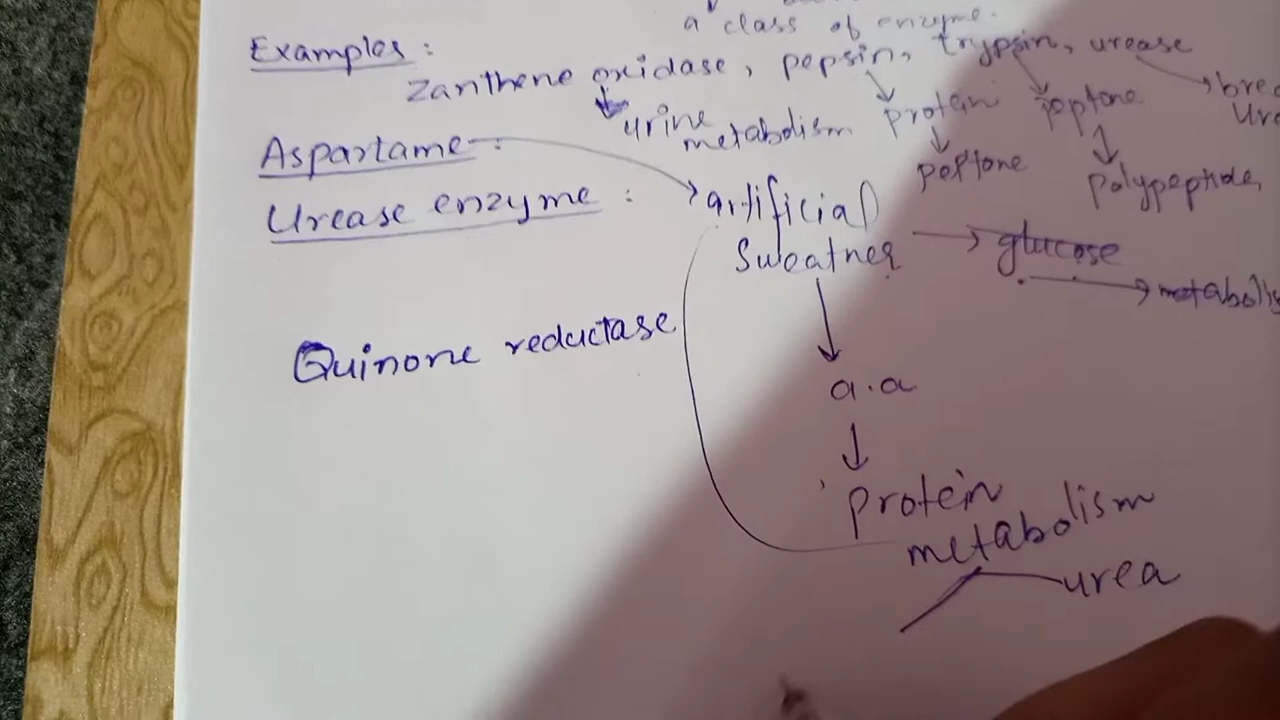 a class of enzyme.
Examples :
Zanthene oxidase, pepsin, trypsin, urease
urine metabolism
protein
peptone
peptone
polypeptide,
Aspartame :
artificial
Sweatner
glucose
Urease enzyme :
Quinone reductase
a.a
protein
metabolism
urea